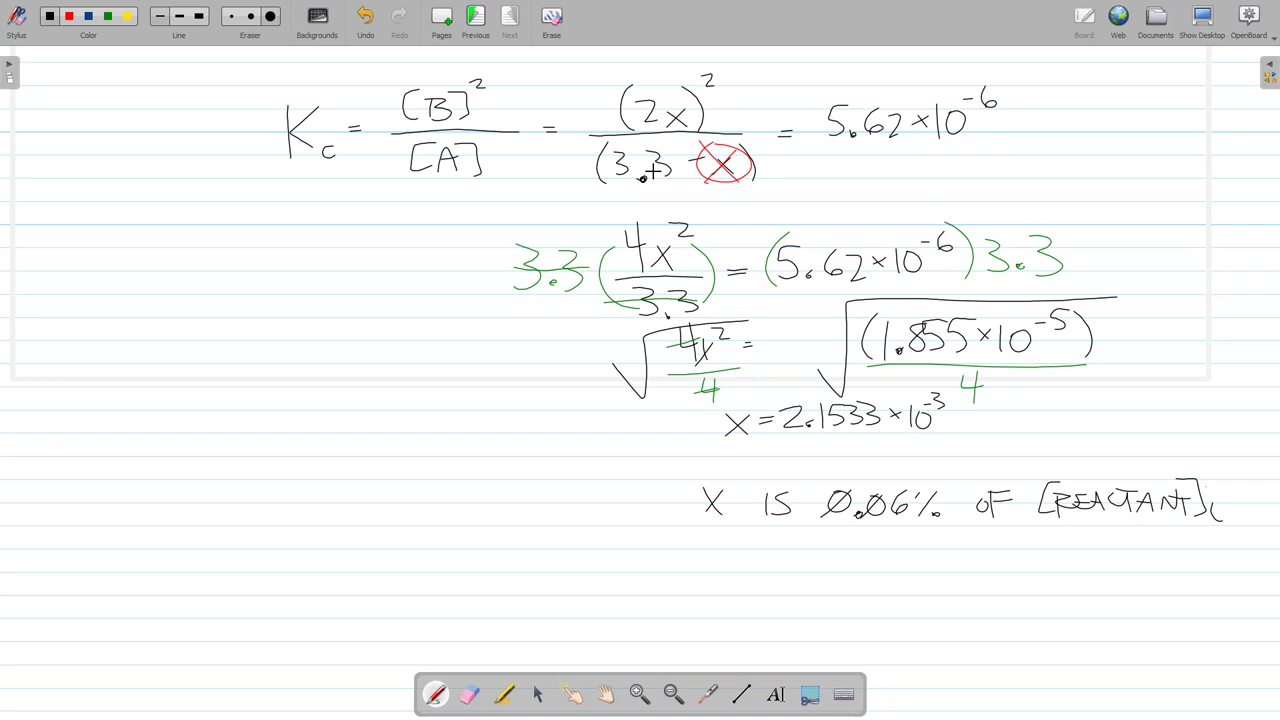 Stylus Color Line Eraser Backgrounds Undo Redo Pages Previous Next Erase Board Web Documents Show Desktop OpenBoard
K_c = [B]² / [A] = (2x)² / (3.3 - x) = 5.62 × 10⁻⁶
3.3 (4x² / 3.3) = (5.62 × 10⁻⁶) 3.3
√(4x² / 4) = √((1.855 × 10⁻⁵) / 4)
x = 2.1533 × 10⁻³
X IS 0.06% OF [REACTANT]